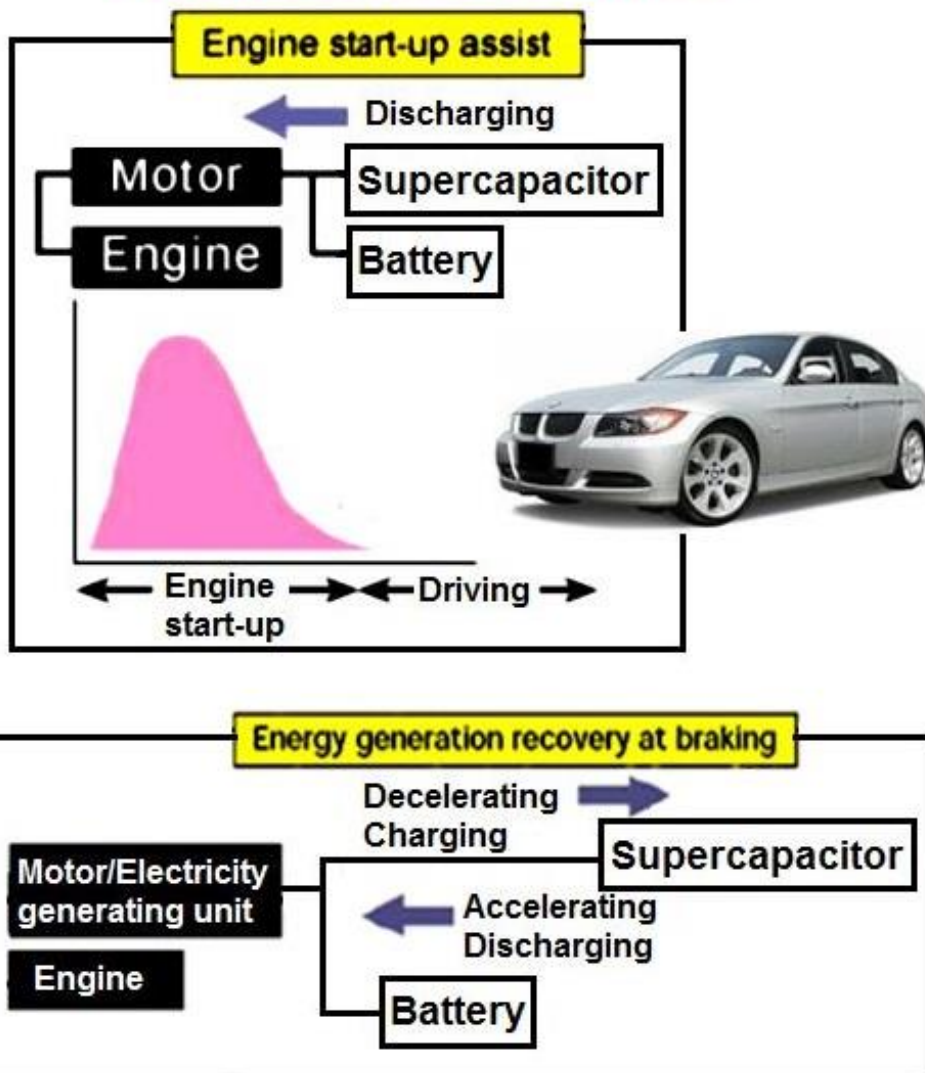 Engine start-up assist
Discharging
Motor
Supercapacitor
Engine
Battery
Engine
start-up
Driving
Energy generation recovery at braking
Decelerating
Charging
Supercapacitor
Motor/Electricity
generating unit
Accelerating
Discharging
Engine
Battery